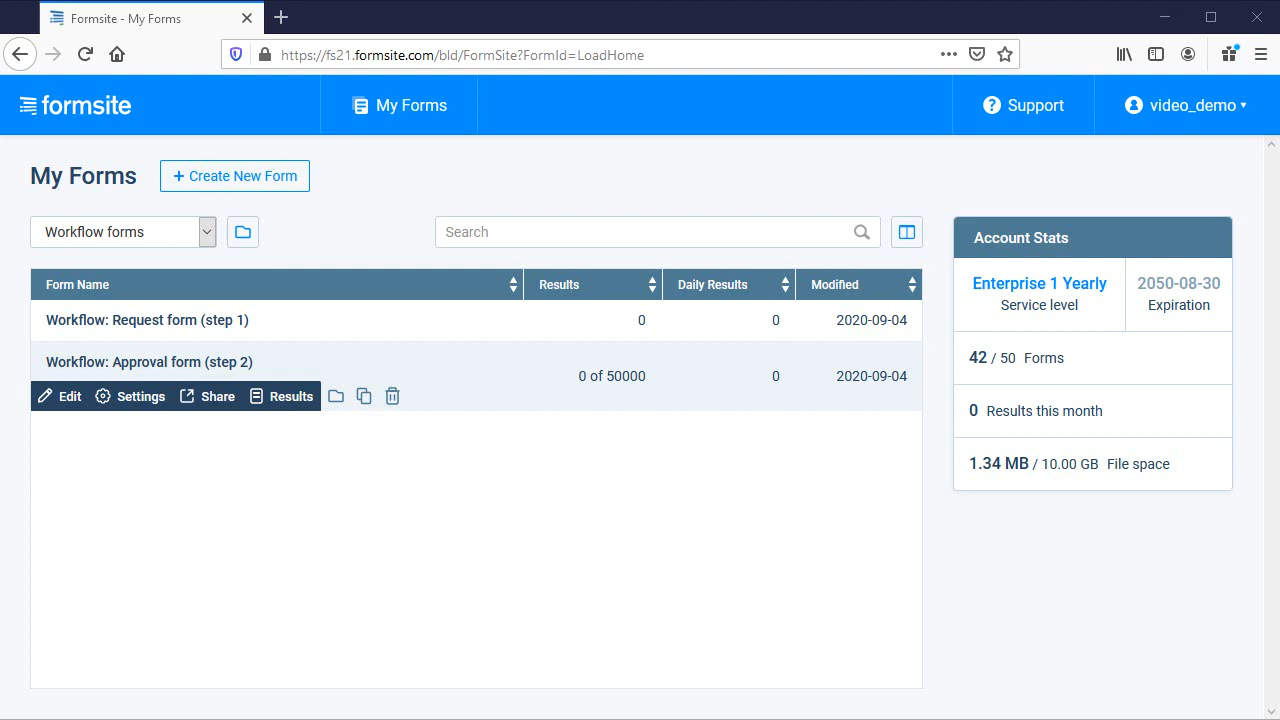 Formsite - My Forms
https://fs21.formsite.com/bld/FormSite?FormId=LoadHome
formsite
My Forms
Support
video_demo
My Forms
+ Create New Form
Workflow forms
Search
Form Name Results Daily Results Modified
Workflow: Request form (step 1) 0 0 2020-09-04
Workflow: Approval form (step 2)
0 of 50000 0 2020-09-04
Edit Settings Share Results
Account Stats
Enterprise 1 Yearly 2050-08-30
Service level Expiration
42 / 50 Forms
0 Results this month
1.34 MB / 10.00 GB File space